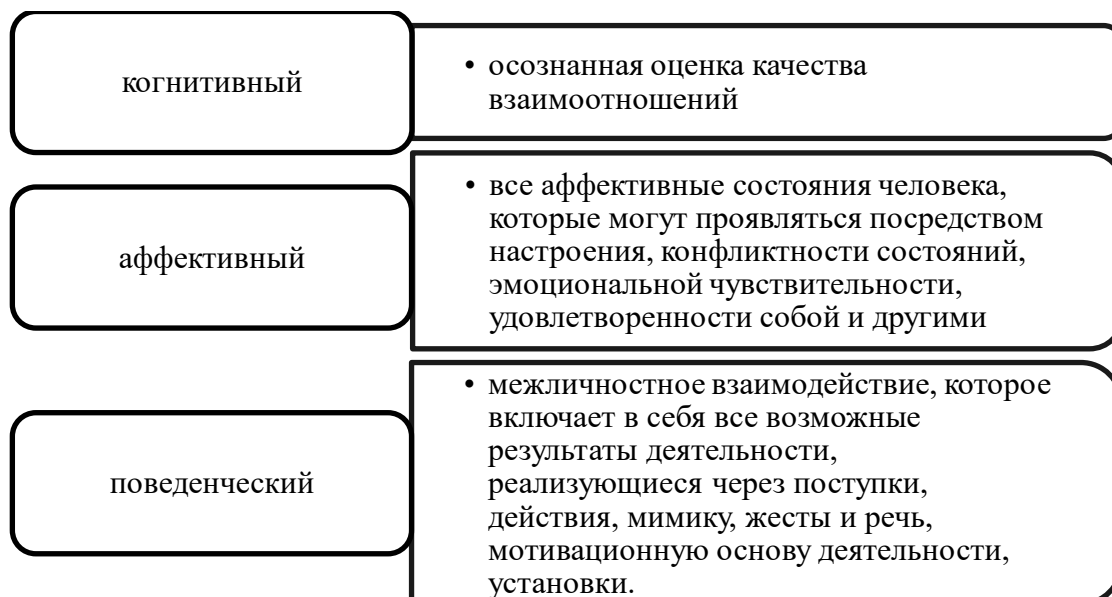 когнитивный
• осознанная оценка качества
взаимоотношений
аффективный
• все аффективные состояния человека,
которые могут проявляться посредством
настроения, конфликтности состояний,
эмоциональной чувствительности,
удовлетворенности собой и другими
поведенческий
• межличностное взаимодействие, которое
включает в себя все возможные
результаты деятельности,
реализующиеся через поступки,
действия, мимику, жесты и речь,
мотивационную основу деятельности,
установки.